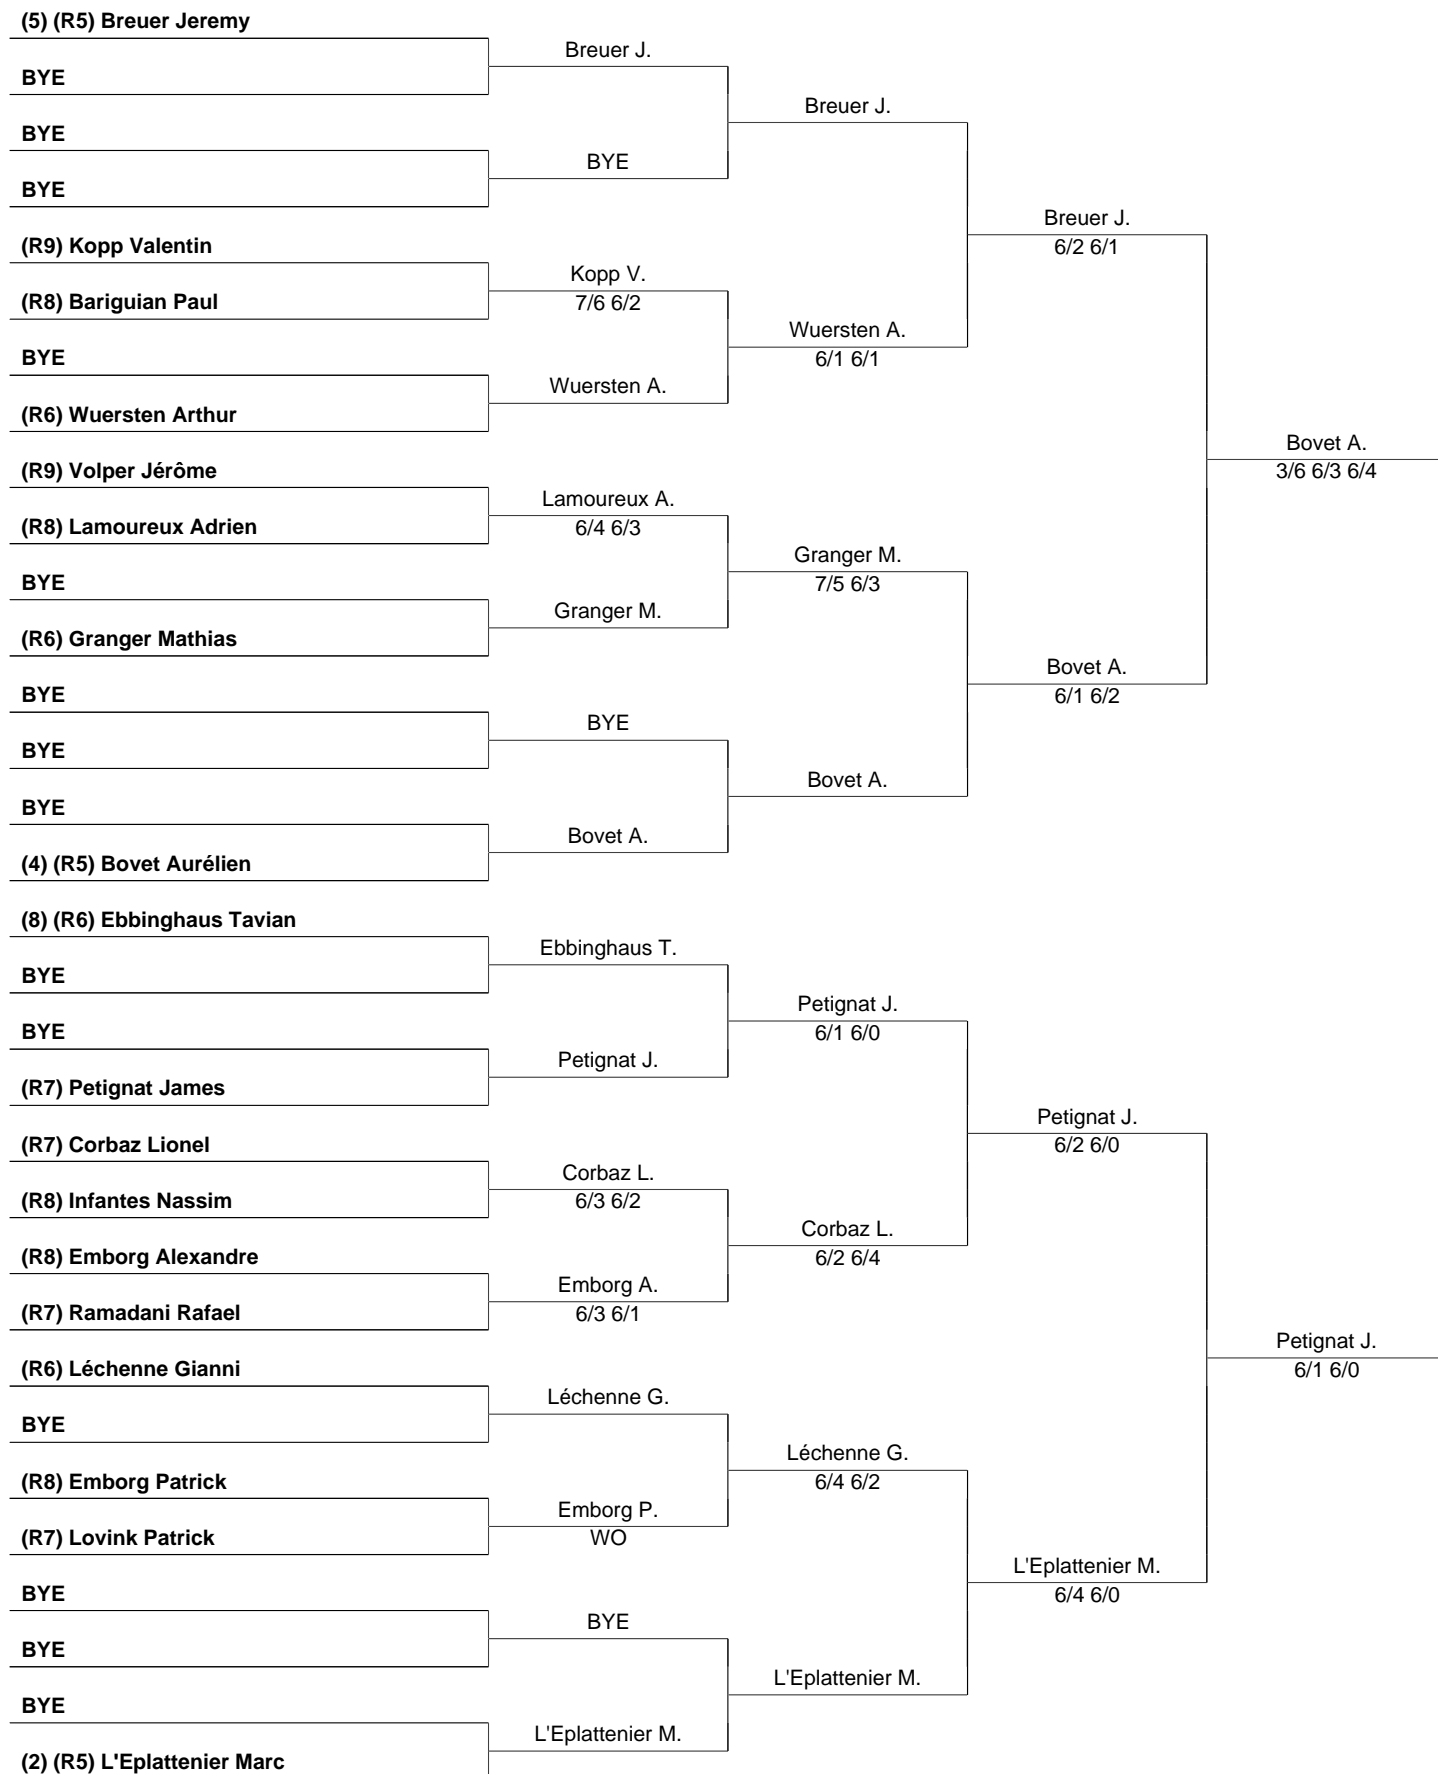 (5) (R5) Breuer Jeremy
BYE
BYE
BYE
(R9) Kopp Valentin
(R8) Bariguian Paul
BYE
(R6) Wuersten Arthur
(R9) Volper Jérôme
(R8) Lamoureux Adrien
BYE
(R6) Granger Mathias
BYE
BYE
BYE
(4) (R5) Bovet Aurélien
(8) (R6) Ebbinghaus Tavian
BYE
BYE
(R7) Petignat James
(R7) Corbaz Lionel
(R8) Infantes Nassim
(R8) Emborg Alexandre
(R7) Ramadani Rafael
(R6) Léchenne Gianni
BYE
(R8) Emborg Patrick
(R7) Lovink Patrick
BYE
BYE
BYE
(2) (R5) L'Eplattenier Marc
Breuer J.
BYE
Kopp V.
7/6 6/2
Wuersten A.
Lamoureux A.
6/4 6/3
Granger M.
BYE
Bovet A.
Ebbinghaus T.
Petignat J.
Corbaz L.
6/3 6/2
Emborg A.
6/3 6/1
Léchenne G.
Emborg P.
WO
BYE
L'Eplattenier M.
Breuer J.
Wuersten A.
6/1 6/1
Granger M.
7/5 6/3
Bovet A.
Petignat J.
6/1 6/0
Corbaz L.
6/2 6/4
Léchenne G.
6/4 6/2
L'Eplattenier M.
Breuer J.
6/2 6/1
Bovet A.
6/1 6/2
Petignat J.
6/2 6/0
L'Eplattenier M.
6/4 6/0
Bovet A.
3/6 6/3 6/4
Petignat J.
6/1 6/0